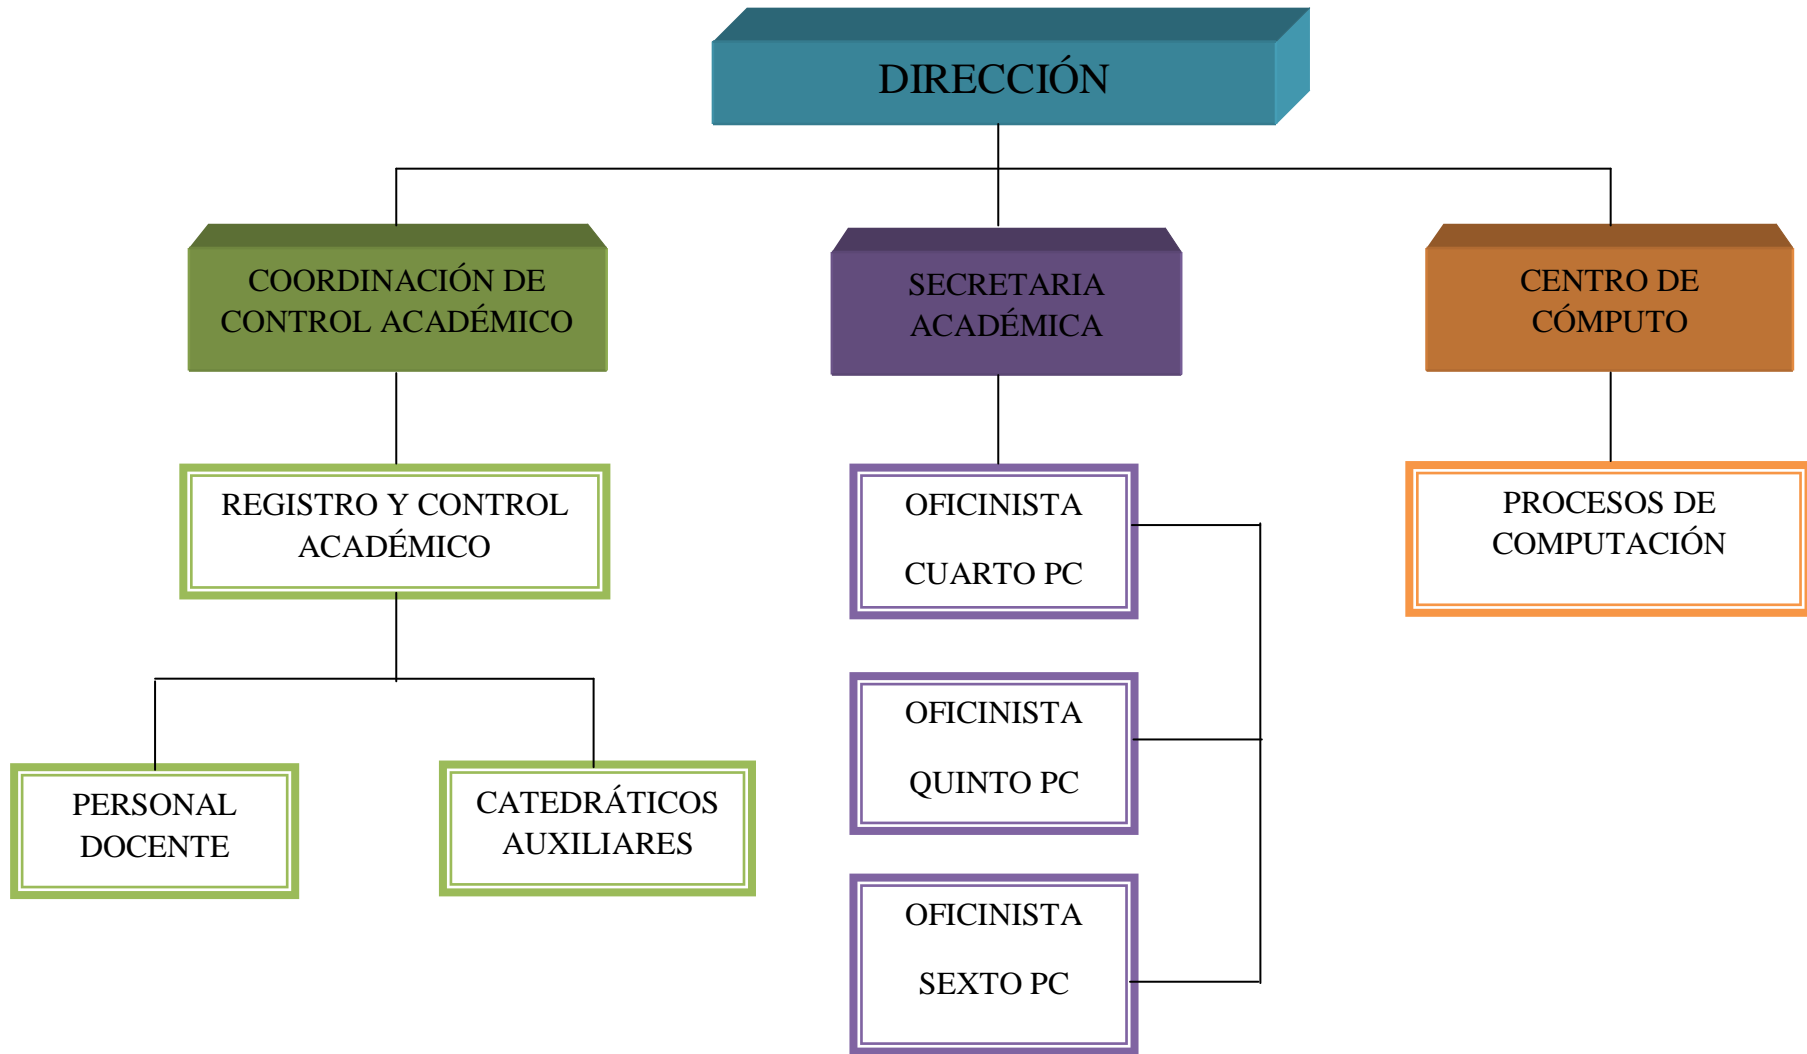 DIRECCIÓN
COORDINACIÓN DE
CONTROL ACADÉMICO
SECRETARIA
ACADÉMICA
CENTRO DE
CÓMPUTO
REGISTRO Y CONTROL
ACADÉMICO
OFICINISTA
CUARTO PC
PROCESOS DE
COMPUTACIÓN
OFICINISTA
QUINTO PC
PERSONAL
DOCENTE
CATEDRÁTICOS
AUXILIARES
OFICINISTA
SEXTO PC